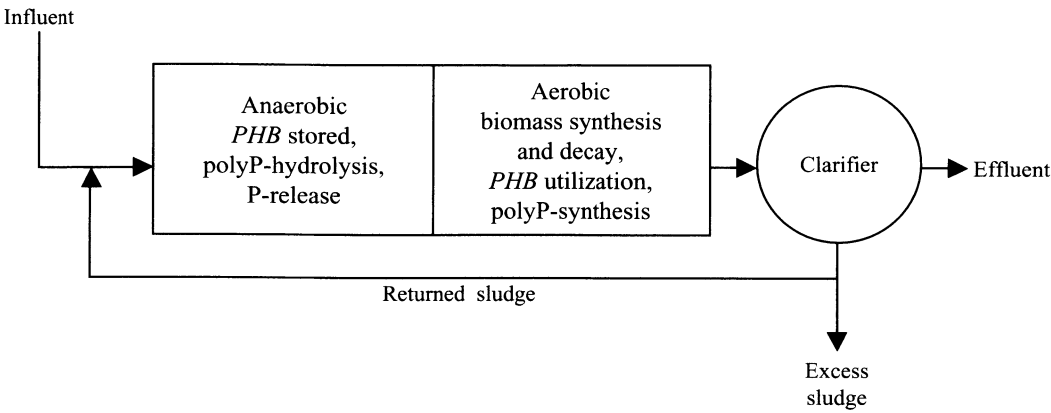 Influent
Anaerobic
PHB stored,
polyP-hydrolysis,
P-release
Aerobic
biomass synthesis
and decay,
PHB utilization,
polyP-synthesis
Clarifier
Effluent
Returned sludge
Excess
sludge